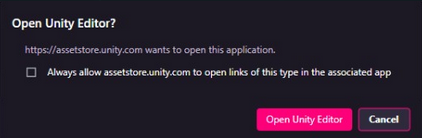 Open Unity Editor?
https://assetstore.unity.com wants to open this application.
Always allow assetstore.unity.com to open links of this type in the associated app
Open Unity Editor Cancel